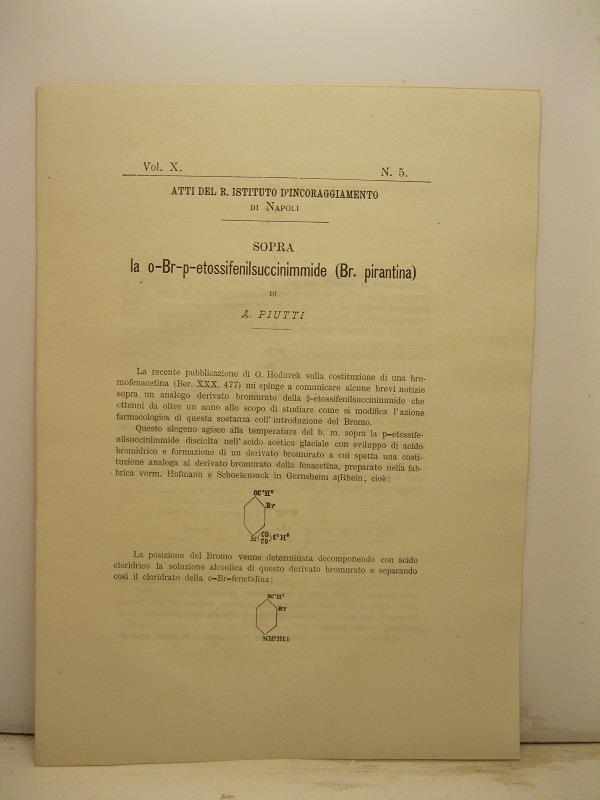 Vol. X.
N. 5.
ATTI DEL R. ISTITUTO D'INCORAGGIAMENTO
DI NAPOLI
SOPRA
la o-Br-p-etossifenilsuccinimmide (Br. pirantina)
DI
A. PIUTTI
La recente pubblicazione di O. Hodurek sulla costituzione di una bro-
mofenacetina (Ber. XXX. 477) mi spinge a comunicare alcune brevi notizie
sopra un analogo derivato bromurato della p-etossifenilsuccinimmide che
ottenni da oltre un anno allo scopo di studiare come si modifica l'azione
farmacologica di questa sostanza coll'introduzione del Bromo.
Questo alogeno agisce alla temperatura del b. m. sopra la p-etossife-
nilsuccinimmide disciolta nell'acido acetico glaciale con sviluppo di acido
bromidrico e formazione di un derivato bromurato a cui spetta una costi-
tuzione analoga al derivato bromurato della fenacetina, preparato nella fab-
brica vorm. Hofmann e Schoetensack in Gernsheim a/Rhein, cioè:
OC²H⁵
Br
N
CO
CO
C²H⁴
La posizione del Bromo venne determinata decomponendo con acido
cloridrico la soluzione alcoolica di questo derivato bromurato e separando
così il cloridrato della o-Br-fenetidina:
OC²H⁵
Br
NH²HCl